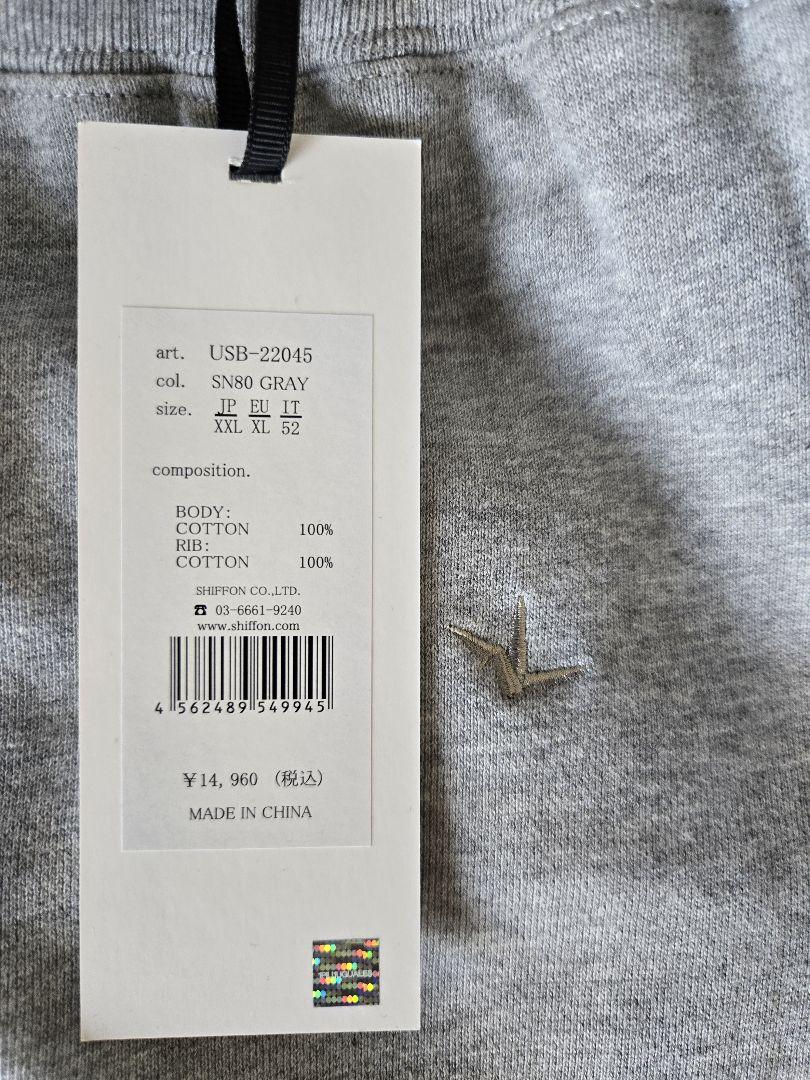 art. USB-22045
col. SN80 GRAY
size. JP EU IT
XXL XL 52
composition.
BODY:
COTTON 100%
RIB:
COTTON 100%
SHIFFON CO.,LTD.
☎ 03-6661-9240
www.shiffon.com
4 562489 549945
￥14, 960 （税込）
MADE IN CHINA
1PIU1UGUALE3